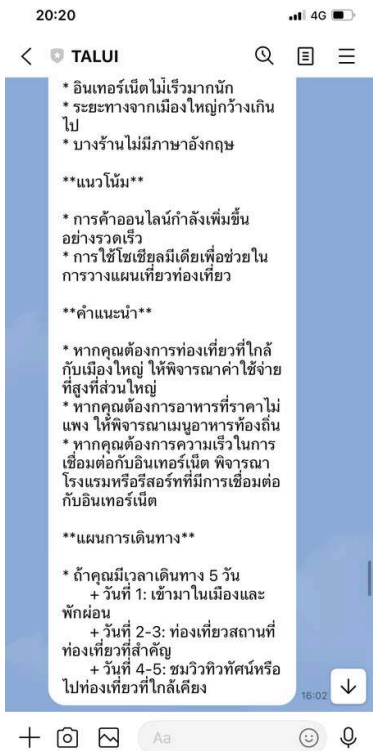 20:20
4G
TALUI
* อินเทอร์เน็ตไม่เร็วมากนัก
* ระยะทางจากเมืองใหญ่กว้างเกิน
ไป
* บางร้านไม่มีภาษาอังกฤษ
**แนวโน้ม**
* การค้าออนไลน์กำลังเพิ่มขึ้น
อย่างรวดเร็ว
* การใช้โซเชียลมีเดียเพื่อช่วยใน
การวางแผนเที่ยวท่องเที่ยว
**คำแนะนำ**
* หากคุณต้องการท่องเที่ยวที่ใกล้
กับเมืองใหญ่ ให้พิจารณาค่าใช้จ่าย
ที่สูงที่ส่วนใหญ่
* หากคุณต้องการอาหารที่ราคาไม่
แพง ให้พิจารณาเมนูอาหารท้องถิ่น
* หากคุณต้องการความเร็วในการ
เชื่อมต่อกับอินเทอร์เน็ต พิจารณา
โรงแรมหรือรีสอร์ทที่มีการเชื่อมต่อ
กับอินเทอร์เน็ต
**แผนการเดินทาง**
* ถ้าคุณมีเวลาเดินทาง 5 วัน
+ วันที่ 1: เข้ามาในเมืองและ
พักผ่อน
+ วันที่ 2-3: ท่องเที่ยวสถานที่
ท่องเที่ยวที่สำคัญ
+ วันที่ 4-5: ชมวิวทิวทัศน์หรือ
ไปท่องเที่ยวที่ใกล้เคียง
16:02
Aa